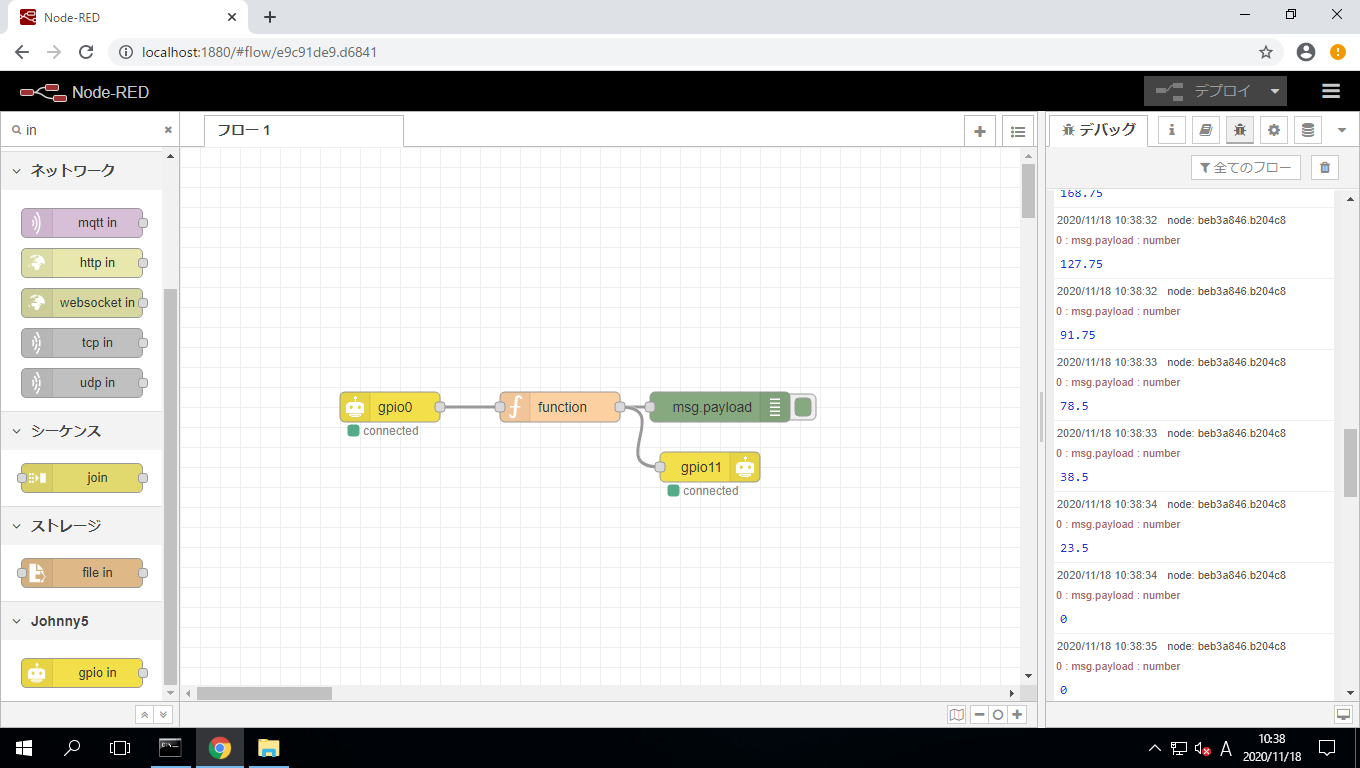 Node-RED
localhost:1880/#flow/e9c91de9.d6841
Node-RED
デプロイ
in
ネットワーク
mqtt in
http in
websocket in
tcp in
udp in
シーケンス
join
ストレージ
file in
Johnny5
gpio in
フロー 1
gpio0
connected
function
msg.payload
gpio11
connected
デバッグ
全てのフロー
168.75
2020/11/18 10:38:32 node: beb3a846.b204c8
0 : msg.payload : number
127.75
2020/11/18 10:38:32 node: beb3a846.b204c8
0 : msg.payload : number
91.75
2020/11/18 10:38:33 node: beb3a846.b204c8
0 : msg.payload : number
78.5
2020/11/18 10:38:33 node: beb3a846.b204c8
0 : msg.payload : number
38.5
2020/11/18 10:38:34 node: beb3a846.b204c8
0 : msg.payload : number
23.5
2020/11/18 10:38:34 node: beb3a846.b204c8
0 : msg.payload : number
0
2020/11/18 10:38:35 node: beb3a846.b204c8
0 : msg.payload : number
0
A
10:38
2020/11/18